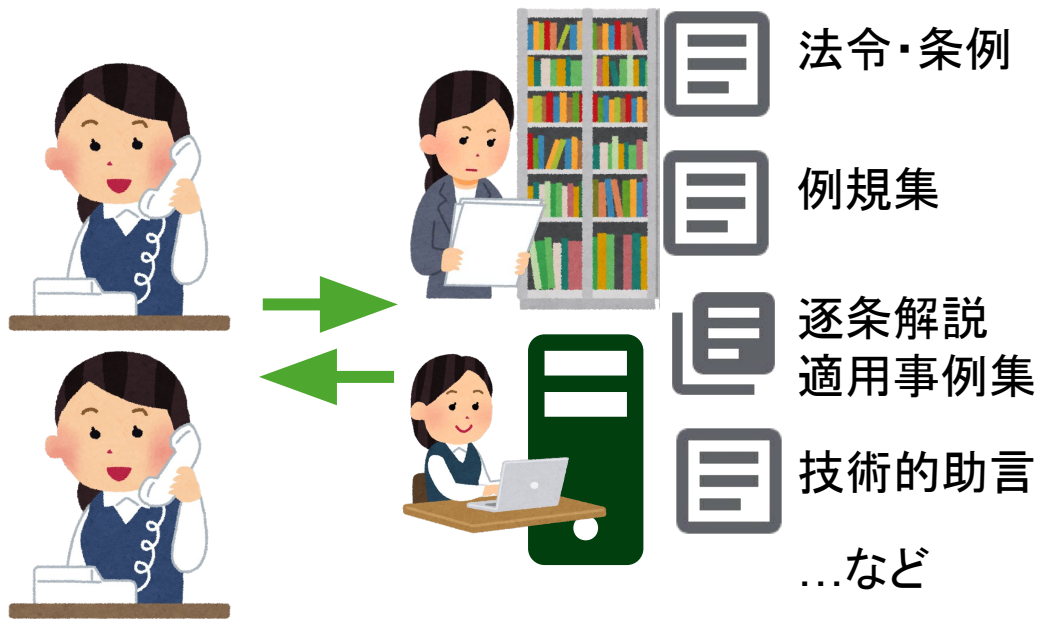 法令・条例
例規集
逐条解説
適用事例集
技術的助言
…など